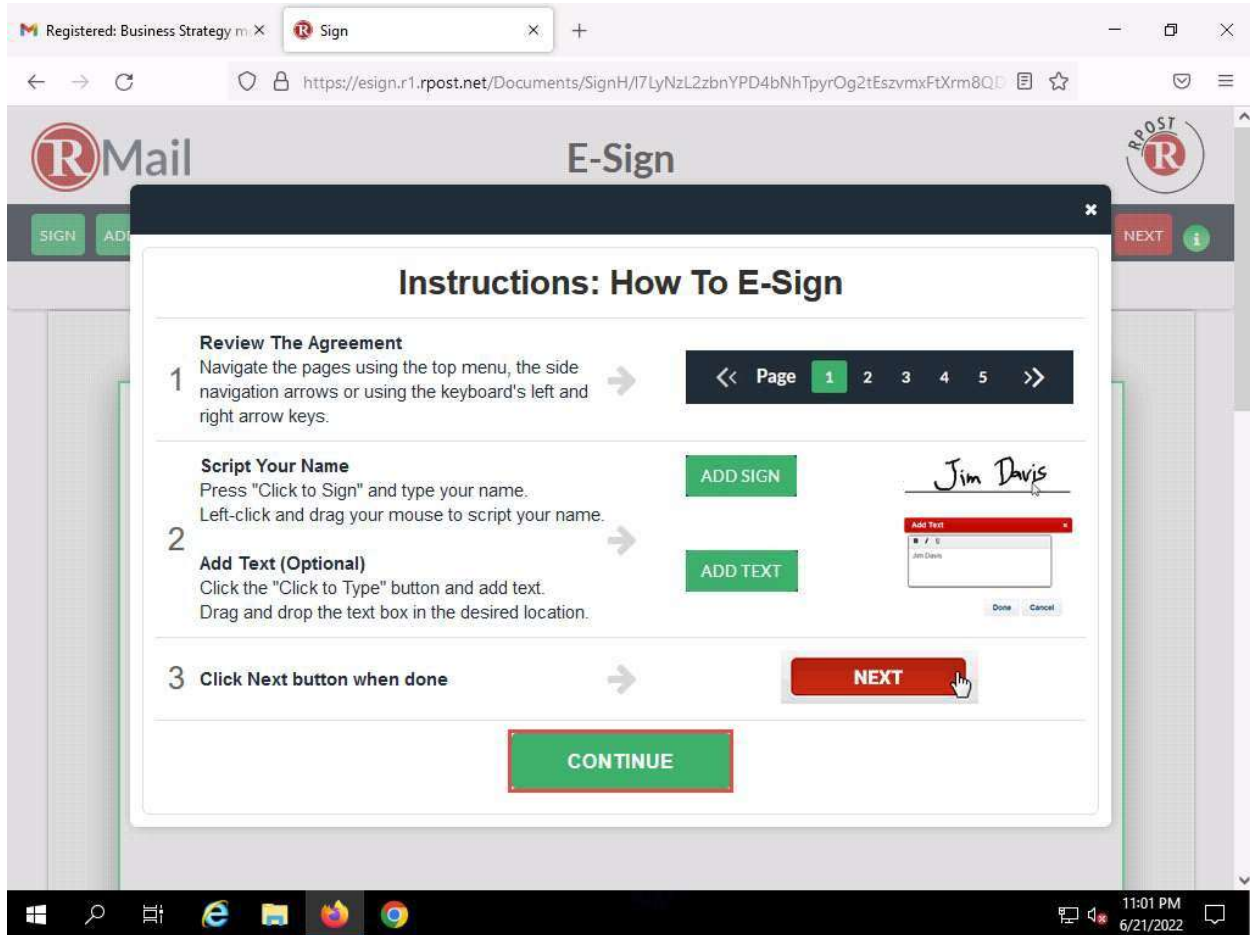 Registered: Business Strategy m
Sign
https://esign.r1.rpost.net/Documents/SignH/I7LyNzL2zbnYPD4bNhTpyrOg2tEszvmxFtXrm8QD
RMail
E-Sign
RPOST
R
SIGN
ADD
NEXT
i
Instructions: How To E-Sign
1
Review The Agreement
Navigate the pages using the top menu, the side
navigation arrows or using the keyboard's left and
right arrow keys.
Page 1 2 3 4 5
2
Script Your Name
Press "Click to Sign" and type your name.
Left-click and drag your mouse to script your name.
ADD SIGN
Jim Davis
Add Text (Optional)
Click the "Click to Type" button and add text.
Drag and drop the text box in the desired location.
ADD TEXT
Add Text
B I U
Jim Davis
Done Cancel
3 Click Next button when done
NEXT
CONTINUE
11:01 PM
6/21/2022